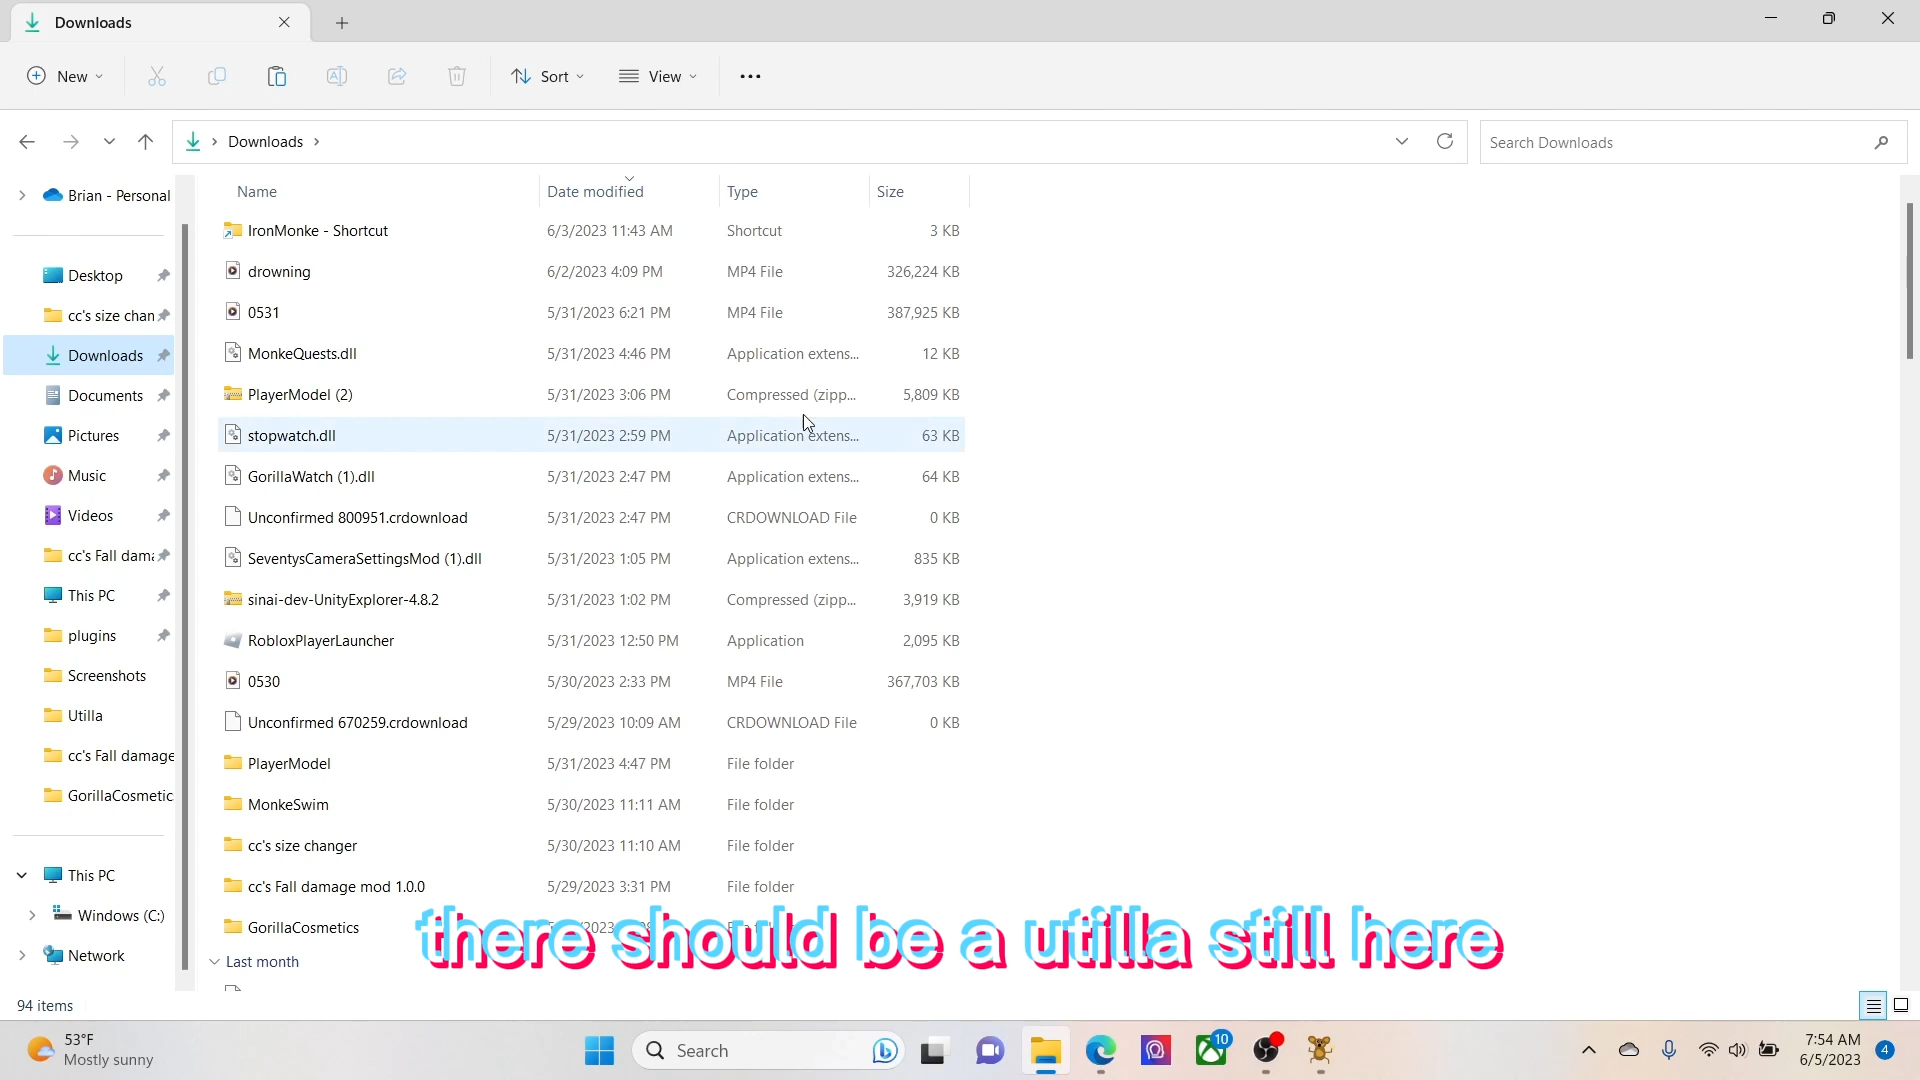 Downloads
New
Sort
View
Downloads
Search Downloads
Name Date modified Type Size
Brian - Personal
Desktop
cc's size chan
Downloads
Documents
Pictures
Music
Videos
cc's Fall dama
This PC
plugins
Screenshots
Utilla
cc's Fall damage
GorillaCosmetic
This PC
Windows (C:)
Network
IronMonke - Shortcut 6/3/2023 11:43 AM Shortcut 3 KB
drowning 6/2/2023 4:09 PM MP4 File 326,224 KB
0531 5/31/2023 6:21 PM MP4 File 387,925 KB
MonkeQuests.dll 5/31/2023 4:46 PM Application extens... 12 KB
PlayerModel (2) 5/31/2023 3:06 PM Compressed (zipp... 5,809 KB
stopwatch.dll 5/31/2023 2:59 PM Application extens... 63 KB
GorillaWatch (1).dll 5/31/2023 2:47 PM Application extens... 64 KB
Unconfirmed 800951.crdownload 5/31/2023 2:47 PM CRDOWNLOAD File 0 KB
SeventysCameraSettingsMod (1).dll 5/31/2023 1:05 PM Application extens... 835 KB
sinai-dev-UnityExplorer-4.8.2 5/31/2023 1:02 PM Compressed (zipp... 3,919 KB
RobloxPlayerLauncher 5/31/2023 12:50 PM Application 2,095 KB
0530 5/30/2023 2:33 PM MP4 File 367,703 KB
Unconfirmed 670259.crdownload 5/29/2023 10:09 AM CRDOWNLOAD File 0 KB
PlayerModel 5/31/2023 4:47 PM File folder
MonkeSwim 5/30/2023 11:11 AM File folder
cc's size changer 5/30/2023 11:10 AM File folder
cc's Fall damage mod 1.0.0 5/29/2023 3:31 PM File folder
GorillaCosmetics
there should be a utilla still here
Last month
94 items
53°F
Mostly sunny
Search
10
7:54 AM
6/5/2023
4